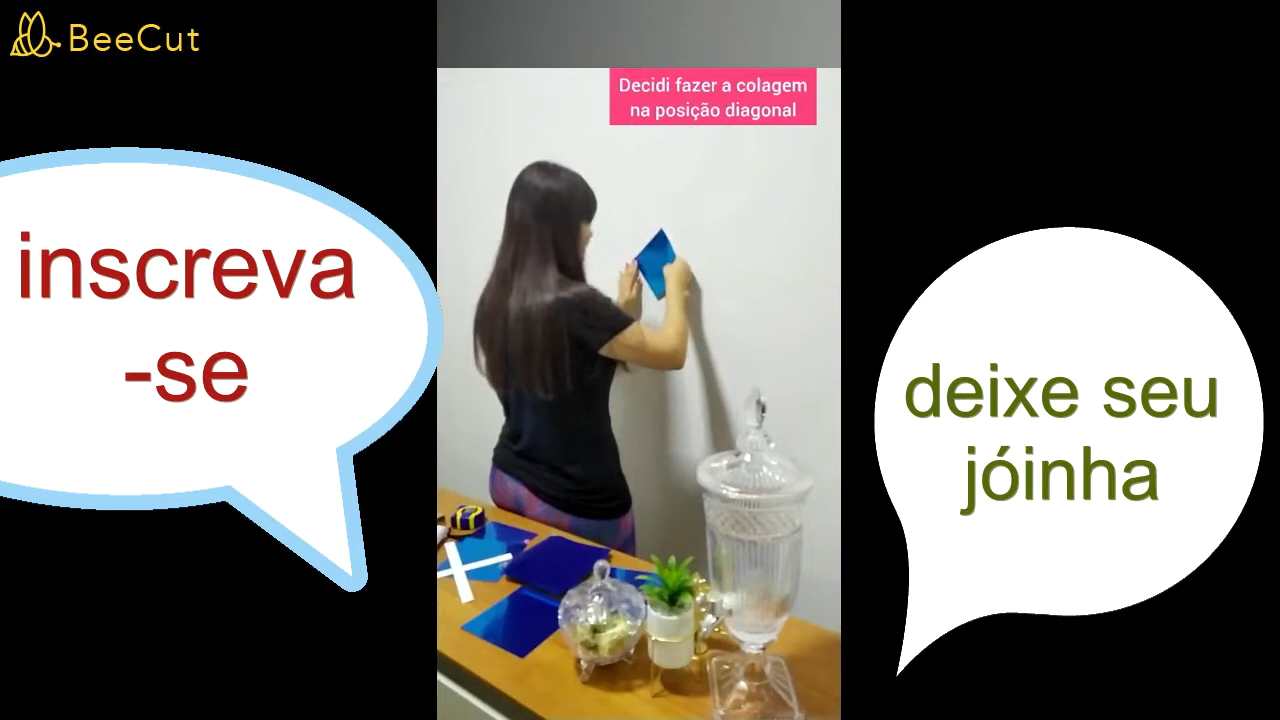 BeeCut
Decidi fazer a colagem
na posição diagonal
inscreva
-se
deixe seu
jóinha